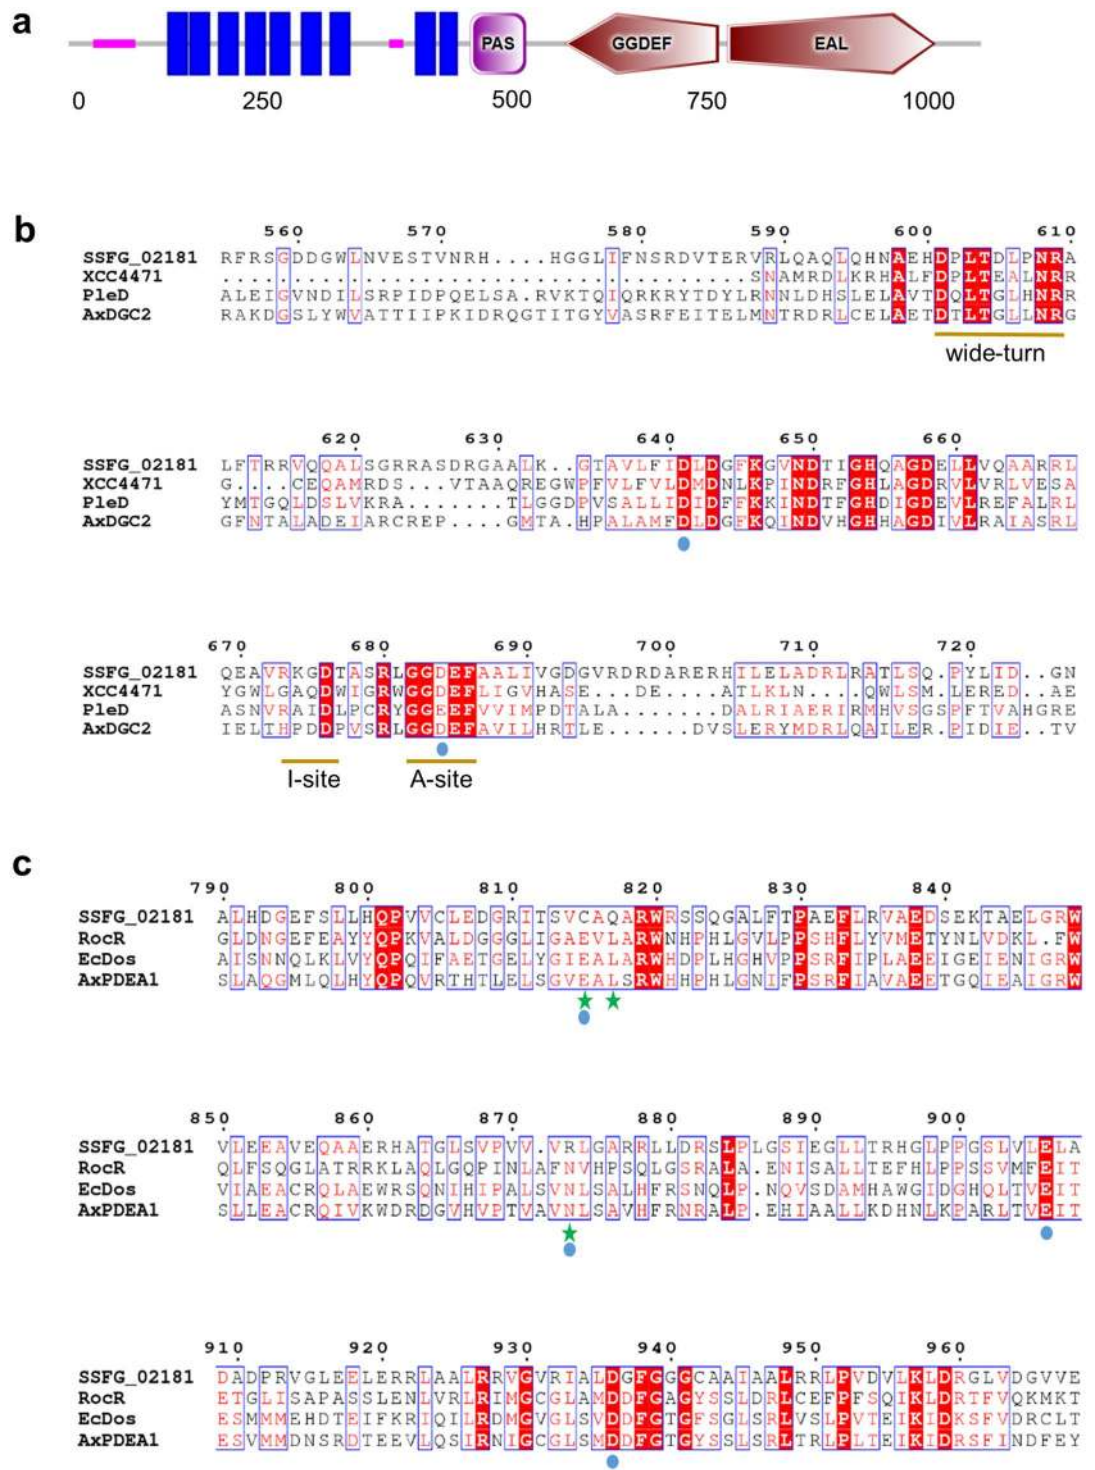 a
PAS GGDEF EAL
0 250 500 750 1000
b
560 570 580 590 600 610
SSFG_02181 RFRSGDDGWLNVESTVNRH....HGGLIFNSRDVTERVRLQAQLQHNAEHDPLTDLPNRA
XCC4471 .....................................SNAMRDLKRHALFDPLTGLLNRR
PleD ALEIGVNDILSRPIDPQELSA.RVKTQIQRKRYTDYLRNNLDHSLELAVTDQLTGLHNRR
AxDGC2 RAKDGSLYWVATTIIPKIDRQGTITGYVASRFEITELMNTRDRLCELAETDTLTGLLNRG
wide-turn
620 630 640 650 660
SSFG_02181 LFTRRVQQALSGRRASDRGAALK..GTAVLFIDLDGFKGVNDTIGHQAGDELLVQAARRL
XCC4471 G...CEQAMRDS...VTAAQREGWPFVLFVLDMDNLKPINDRFGHLAGDRVLVRLVESA
PleD YMTGQLDSLVKRA.....TLGGDPVSALLIDIDFFKKINDTFGHDIGDEVLREFALRL
AxDGC2 GFNTALADEIARCREP....GMTA.HPALAMFDLDGFKQINDVHGHHAGDIVLRAIASRL
670 680 690 700 710 720
SSFG_02181 QEAVRKGDTASRLGGDEFAALIVGDGVRDRDARERHILELADRLRATLSQ.PYLID..GN
XCC4471 YGWLGAQDWIGRWGGDEFLIGVHASE...DE....ATLKLN....QWLSM.LERED..AE
PleD ASNVRAIDLPCRYGGEEFVVIMPDTALA.......DALRIAERIRMHVSGSPFTVAHGRE
AxDGC2 IELTHPDDPVSRLGGDEFAVILHRTLE.......DVSLERYMDRLQAILER.PIDIE..TV
I-site A-site
c
790 800 810 820 830 840
SSFG_02181 ALHDGEFSLLHQPVVCLEDGRITSVCAQARWRSSQGALFTPAEFLRVAEDSEKTAELGRW
RocR GLDNGEFEAYYQPKVALDGGGLIGAEVLARWNHPHLGVLPPSHFLYVMETYNLVDKL.FW
EcDos AISNNQLKLVYQPQIFAETGELYGIEALARWHDPLHGHVPPSRFIPLAEEIGEIENIGRW
AxPDEA1 SLAQGMLQLHYQPQVRTHTLELSGVEALSRWHHPHLGNIFPSRFIAVAEETGQIEAIGRW
850 860 870 880 890 900
SSFG_02181 VLEEAVEQAAERHATGLSVPVV.VRLGARRLLDRSLPLGSIEGLLTRHGLPPGSLVLELA
RocR QLFSQGLATRRKLAQLGQPINLAFNVHPSQLGSRALA.ENISALLTEFHLPPSSVMFEIT
EcDos VIAEACRQLAEWRSQNIHIPALSVNLSALHFRSNQLP.NQVSDAMHAWGIDGHQLTVEIT
AxPDEA1 SLLEACRQIVKWDRDGVHVPTVAVNLSAVHFRNRALP.EHIAALLKDHNLKPARLTVEIT
910 920 930 940 950 960
SSFG_02181 DADPRVGLEELERRLAALRRVGVRIALDGFGGGCAAIAALRRLPVDVLKLDRGLVDGVVE
RocR ETGLISAPASSLENLVRLRIMGCGLAMDDFGAGYSSLDRLCEFPFSQIKLDRTFVQKMKT
EcDos ESMMMEHDTEIFKRIQILRDMGVGLSVDDFGTGFSGLSRLVSLPVTEIKIDKSFVDRCLT
AxPDEA1 ESVMMDNSRDTEEVLQSIRNIGCGLSMDDFGTGYSSLSRLTRLPLTEIKIDRSFINDFEY